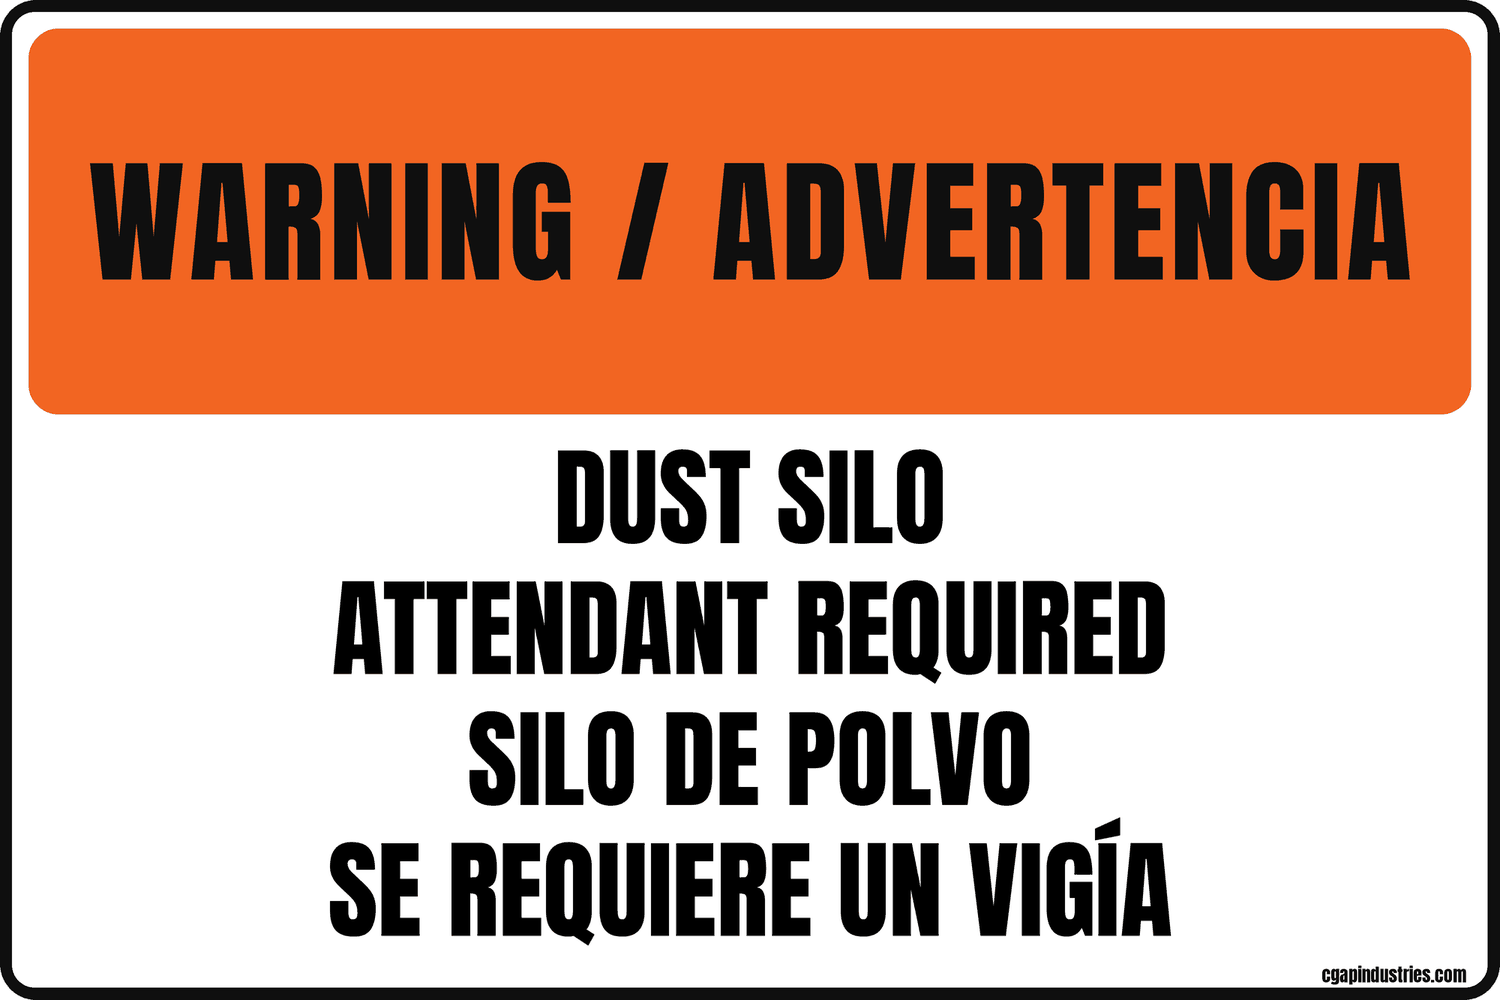 WARNING / ADVERTENCIA
DUST SILO
ATTENDANT REQUIRED
SILO DE POLVO
SE REQUIERE UN VIGÍA
cgapindustries.com